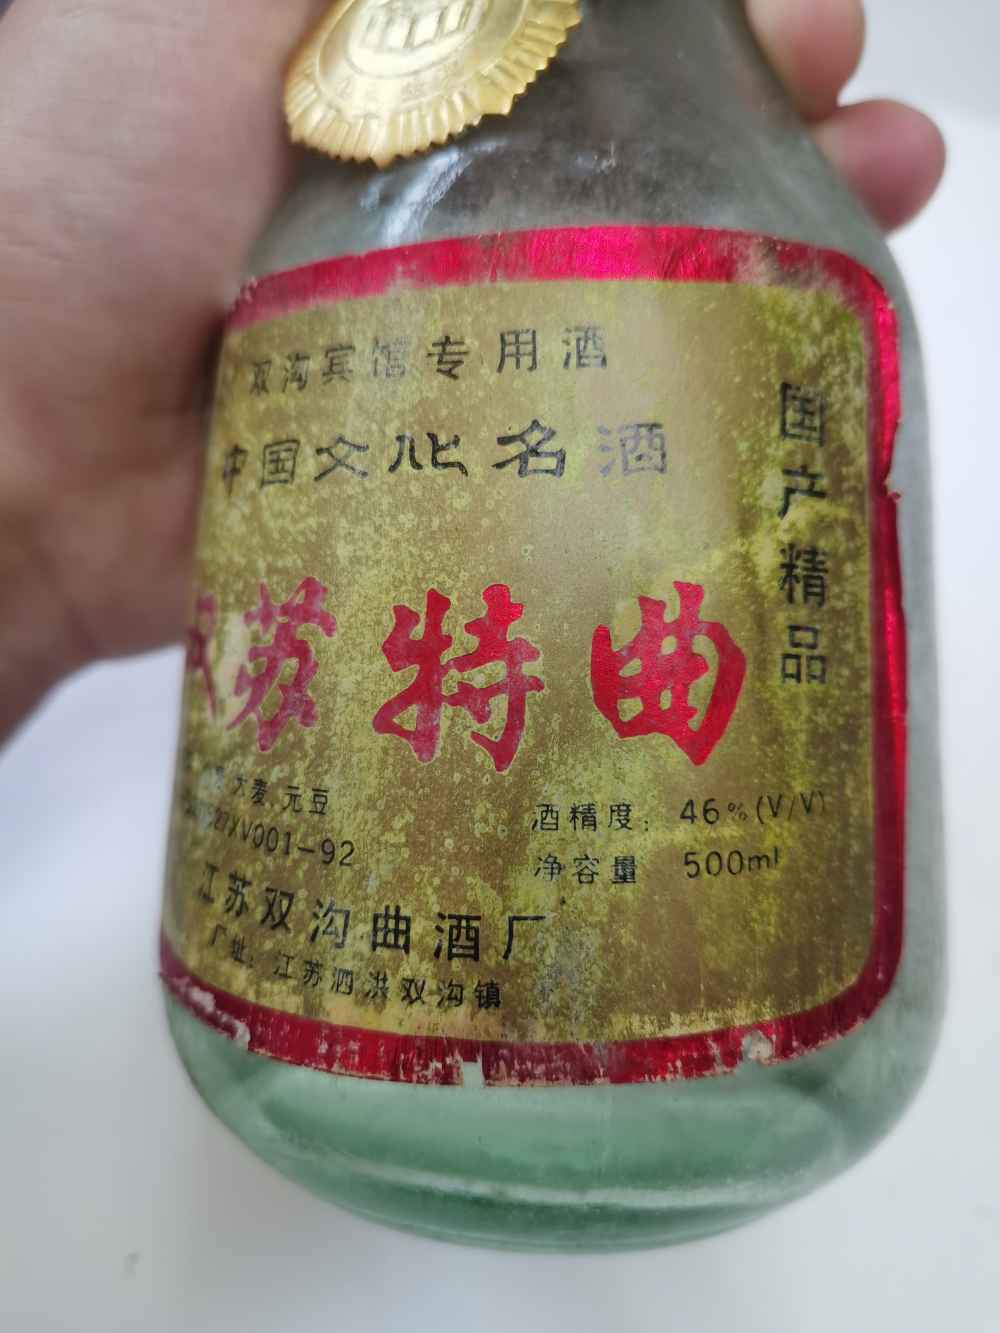 双沟宾馆专用酒
中国文化名酒
国产精品
双苏特曲
大麦、元豆
27XV001-92
酒精度：46%(V/V)
净容量 500ml
江苏双沟曲酒厂
厂址：江苏泗洪双沟镇